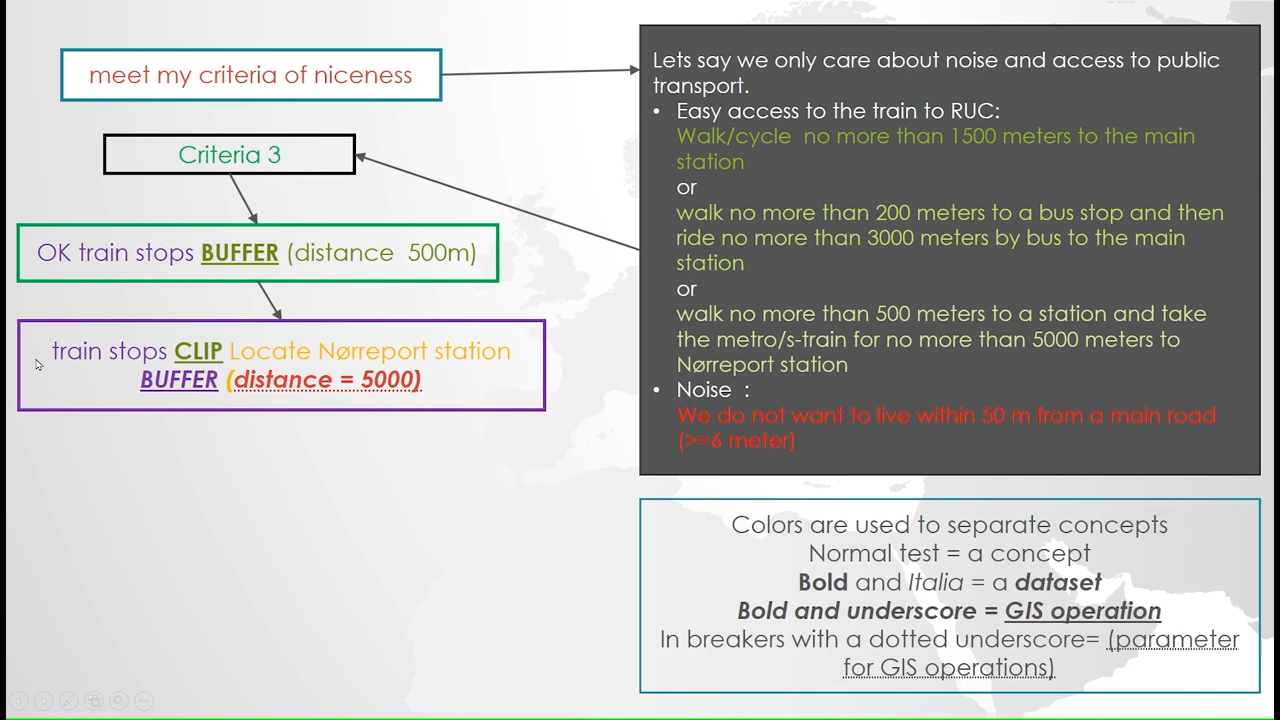 meet my criteria of niceness
Criteria 3
OK train stops BUFFER (distance 500m)
train stops CLIP Locate Nørreport station
BUFFER (distance = 5000)
Lets say we only care about noise and access to public
transport.
• Easy access to the train to RUC:
Walk/cycle no more than 1500 meters to the main
station
or
walk no more than 200 meters to a bus stop and then
ride no more than 3000 meters by bus to the main
station
or
walk no more than 500 meters to a station and take
the metro/s-train for no more than 5000 meters to
Nørreport station
• Noise :
We do not want to live within 50 m from a main road
(>=6 meter)
Colors are used to separate concepts
Normal test = a concept
Bold and Italia = a dataset
Bold and underscore = GIS operation
In breakers with a dotted underscore= (parameter
for GIS operations)